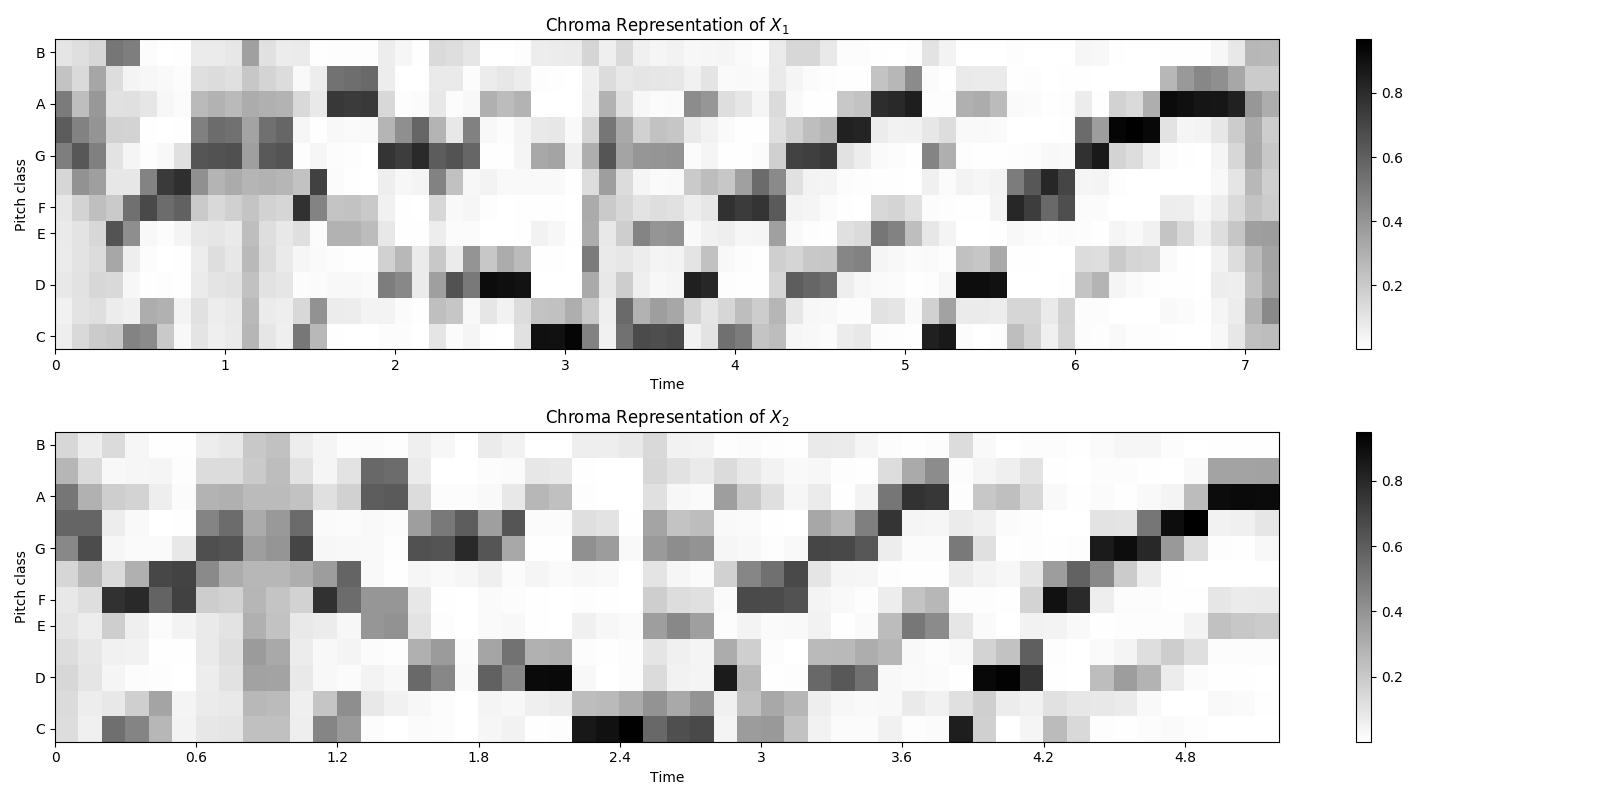 Chroma Representation of X₁
B
A
G
F
E
D
C
Pitch class
0 1 2 3 4 5 6 7
Time
0.8
0.6
0.4
0.2
Chroma Representation of X₂
B
A
G
F
E
D
C
Pitch class
0 0.6 1.2 1.8 2.4 3 3.6 4.2 4.8
Time
0.8
0.6
0.4
0.2